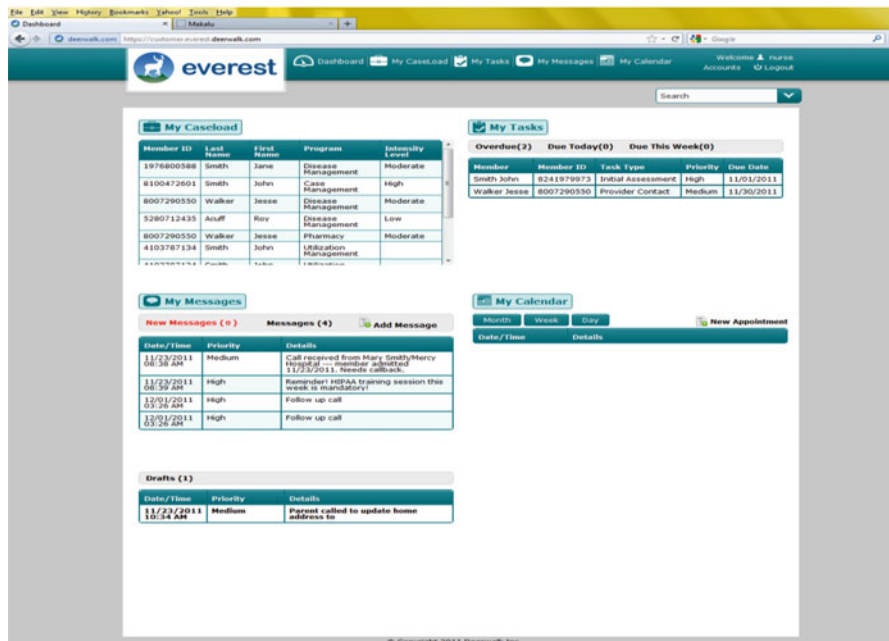 File Edit View History Bookmarks Yahoo! Tools Help
Dashboard × Makalu × +
deerwalk.com https://customer.everest.deerwalk.com Google
everest Dashboard My CaseLoad My Tasks My Messages My Calendar Welcome nurse
Accounts Logout
Search
My Caseload
Member ID Last Name First Name Program Intensity Level
1976800588 Smith Jane Disease Management Moderate
8100472601 Smith John Case Management High
8007290550 Walker Jesse Disease Management Moderate
5280712435 Acuff Roy Disease Management Low
8007290550 Walker Jesse Pharmacy Moderate
4103787134 Smith John Utilization Management
4103787134 Smith John Utilization
My Tasks
Overdue(2) Due Today(0) Due This Week(0)
Member Member ID Task Type Priority Due Date
Smith John 8241979973 Initial Assessment High 11/01/2011
Walker Jesse 8007290550 Provider Contact Medium 11/30/2011
My Messages
New Messages (0) Messages (4) Add Message
Date/Time Priority Details
11/23/2011 08:38 AM Medium Call received from Mary Smith/Mercy
Hospital --- member admitted
11/23/2011. Needs callback.
11/23/2011 08:39 AM High Reminder! HIPAA training session this
week is mandatory!
12/01/2011 03:26 AM High Follow up call
12/01/2011 03:26 AM High Follow up call
Drafts (1)
Date/Time Priority Details
11/23/2011 10:34 AM Medium Parent called to update home
address to
My Calendar
Month Week Day New Appointment
Date/Time Details
© Copyright 2011 Deerwalk Inc.